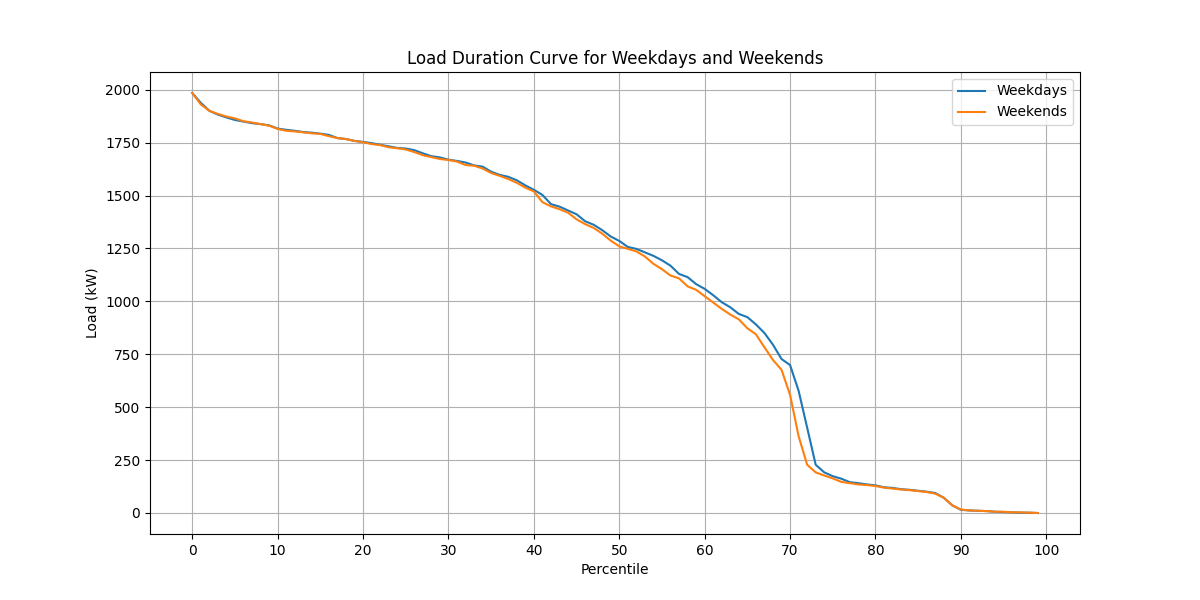 Load Duration Curve for Weekdays and Weekends
Weekdays
Weekends
Load (kW)
2000
1750
1500
1250
1000
750
500
250
0
0 10 20 30 40 50 60 70 80 90 100
Percentile